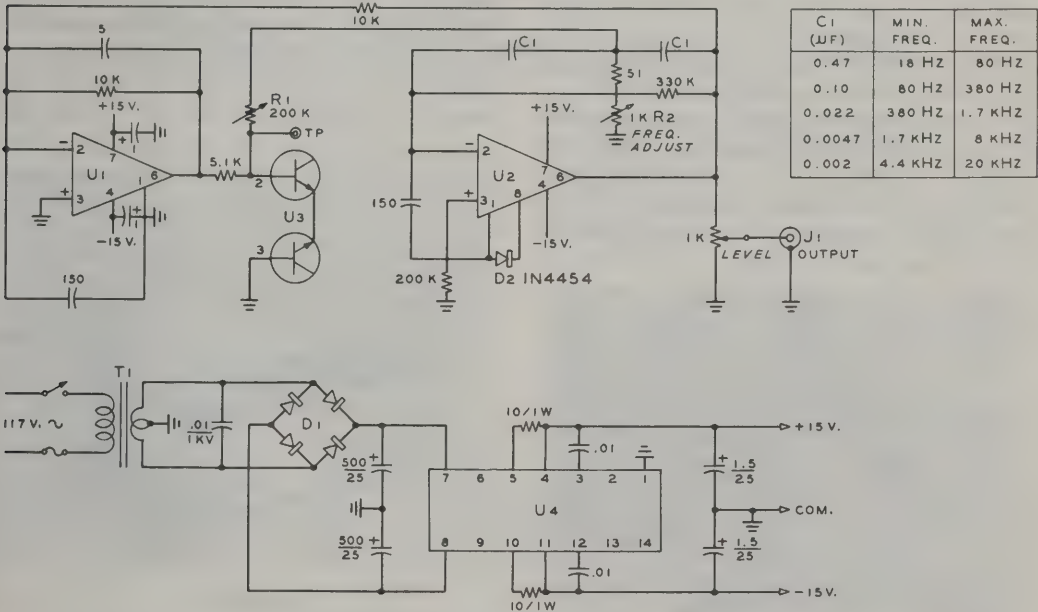 10 K
5
10 K
+15 V.
1
2
−
U1
7
4
1
6
+
3
1
−15 V.
150
5.1 K
R1
200 K
TP
2
U3
3
C1
C1
51
330 K
1K R2
FREQ.
ADJUST
+15 V.
−
2
7
U2
6
8
4
+
3
1
−15 V.
150
200 K
D2 1N4454
1K
LEVEL
J1
OUTPUT
C1
(µF)
MIN.
FREQ.
MAX.
FREQ.
0.47 18 HZ 80 HZ
0.10 80 HZ 380 HZ
0.022 380 HZ 1.7 KHZ
0.0047 1.7 KHZ 8 KHZ
0.002 4.4 KHZ 20 KHZ
T1
117 V. ~
.01
1KV
D1
+
500
25
+
500
25
10/1W
.01
7 6 5 4 3 2 1
U4
8 9 10 11 12 13 14
.01
10/1W
+
1.5
25
+
1.5
25
+15 V.
COM.
−15 V.